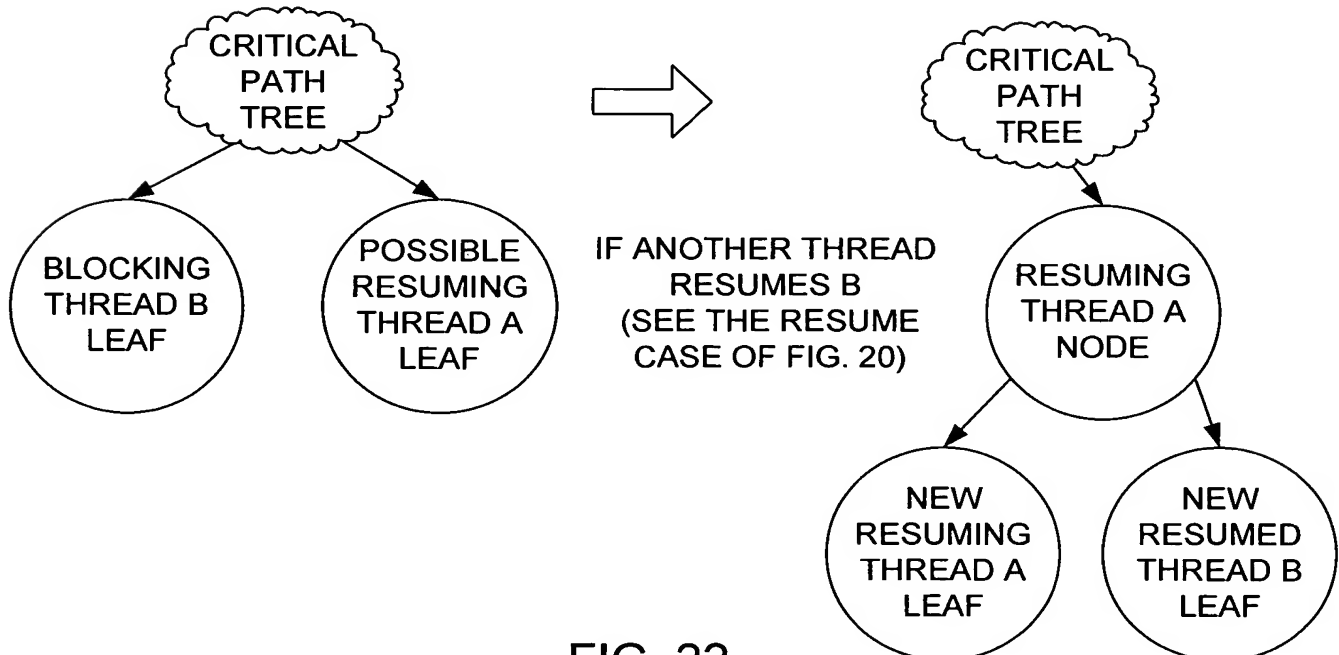 CRITICAL
PATH
TREE
BLOCKING
THREAD B
LEAF
POSSIBLE
RESUMING
THREAD A
LEAF
IF ANOTHER THREAD
RESUMES B
(SEE THE RESUME
CASE OF FIG. 20)
CRITICAL
PATH
TREE
RESUMING
THREAD A
NODE
NEW
RESUMING
THREAD A
LEAF
NEW
RESUMED
THREAD B
LEAF